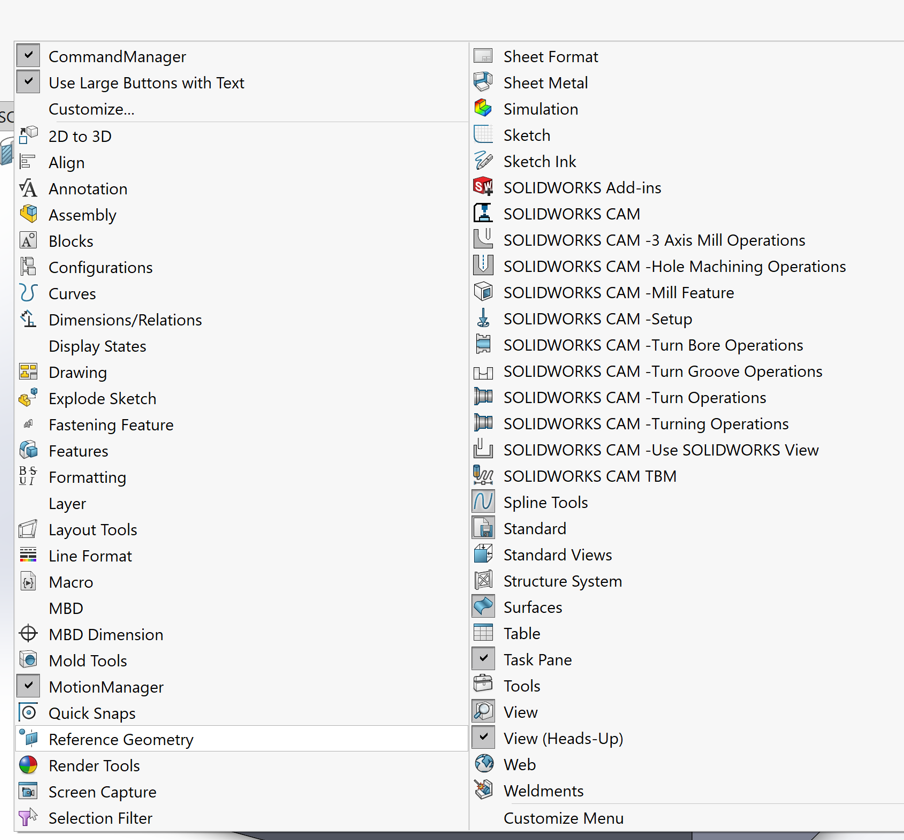 CommandManager
Use Large Buttons with Text
Customize...
2D to 3D
Align
Annotation
Assembly
Blocks
Configurations
Curves
Dimensions/Relations
Display States
Drawing
Explode Sketch
Fastening Feature
Features
Formatting
Layer
Layout Tools
Line Format
Macro
MBD
MBD Dimension
Mold Tools
MotionManager
Quick Snaps
Reference Geometry
Render Tools
Screen Capture
Selection Filter
Sheet Format
Sheet Metal
Simulation
Sketch
Sketch Ink
SOLIDWORKS Add-ins
SOLIDWORKS CAM
SOLIDWORKS CAM -3 Axis Mill Operations
SOLIDWORKS CAM -Hole Machining Operations
SOLIDWORKS CAM -Mill Feature
SOLIDWORKS CAM -Setup
SOLIDWORKS CAM -Turn Bore Operations
SOLIDWORKS CAM -Turn Groove Operations
SOLIDWORKS CAM -Turn Operations
SOLIDWORKS CAM -Turning Operations
SOLIDWORKS CAM -Use SOLIDWORKS View
SOLIDWORKS CAM TBM
Spline Tools
Standard
Standard Views
Structure System
Surfaces
Table
Task Pane
Tools
View
View (Heads-Up)
Web
Weldments
Customize Menu